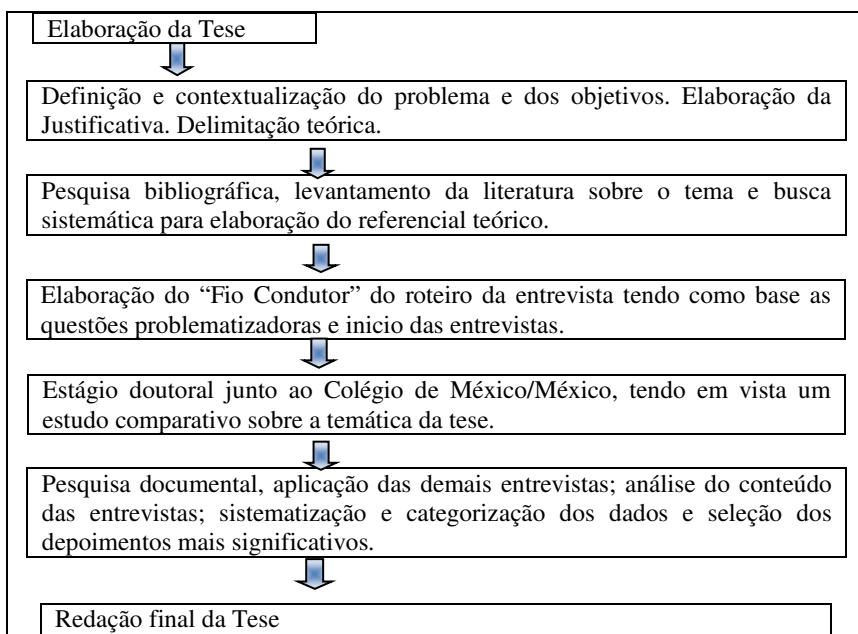 Elaboração da Tese
Definição e contextualização do problema e dos objetivos. Elaboração da
Justificativa. Delimitação teórica.
Pesquisa bibliográfica, levantamento da literatura sobre o tema e busca
sistemática para elaboração do referencial teórico.
Elaboração do “Fio Condutor” do roteiro da entrevista tendo como base as
questões problematizadoras e inicio das entrevistas.
Estágio doutoral junto ao Colégio de México/México, tendo em vista um
estudo comparativo sobre a temática da tese.
Pesquisa documental, aplicação das demais entrevistas; análise do conteúdo
das entrevistas; sistematização e categorização dos dados e seleção dos
depoimentos mais significativos.
Redação final da Tese